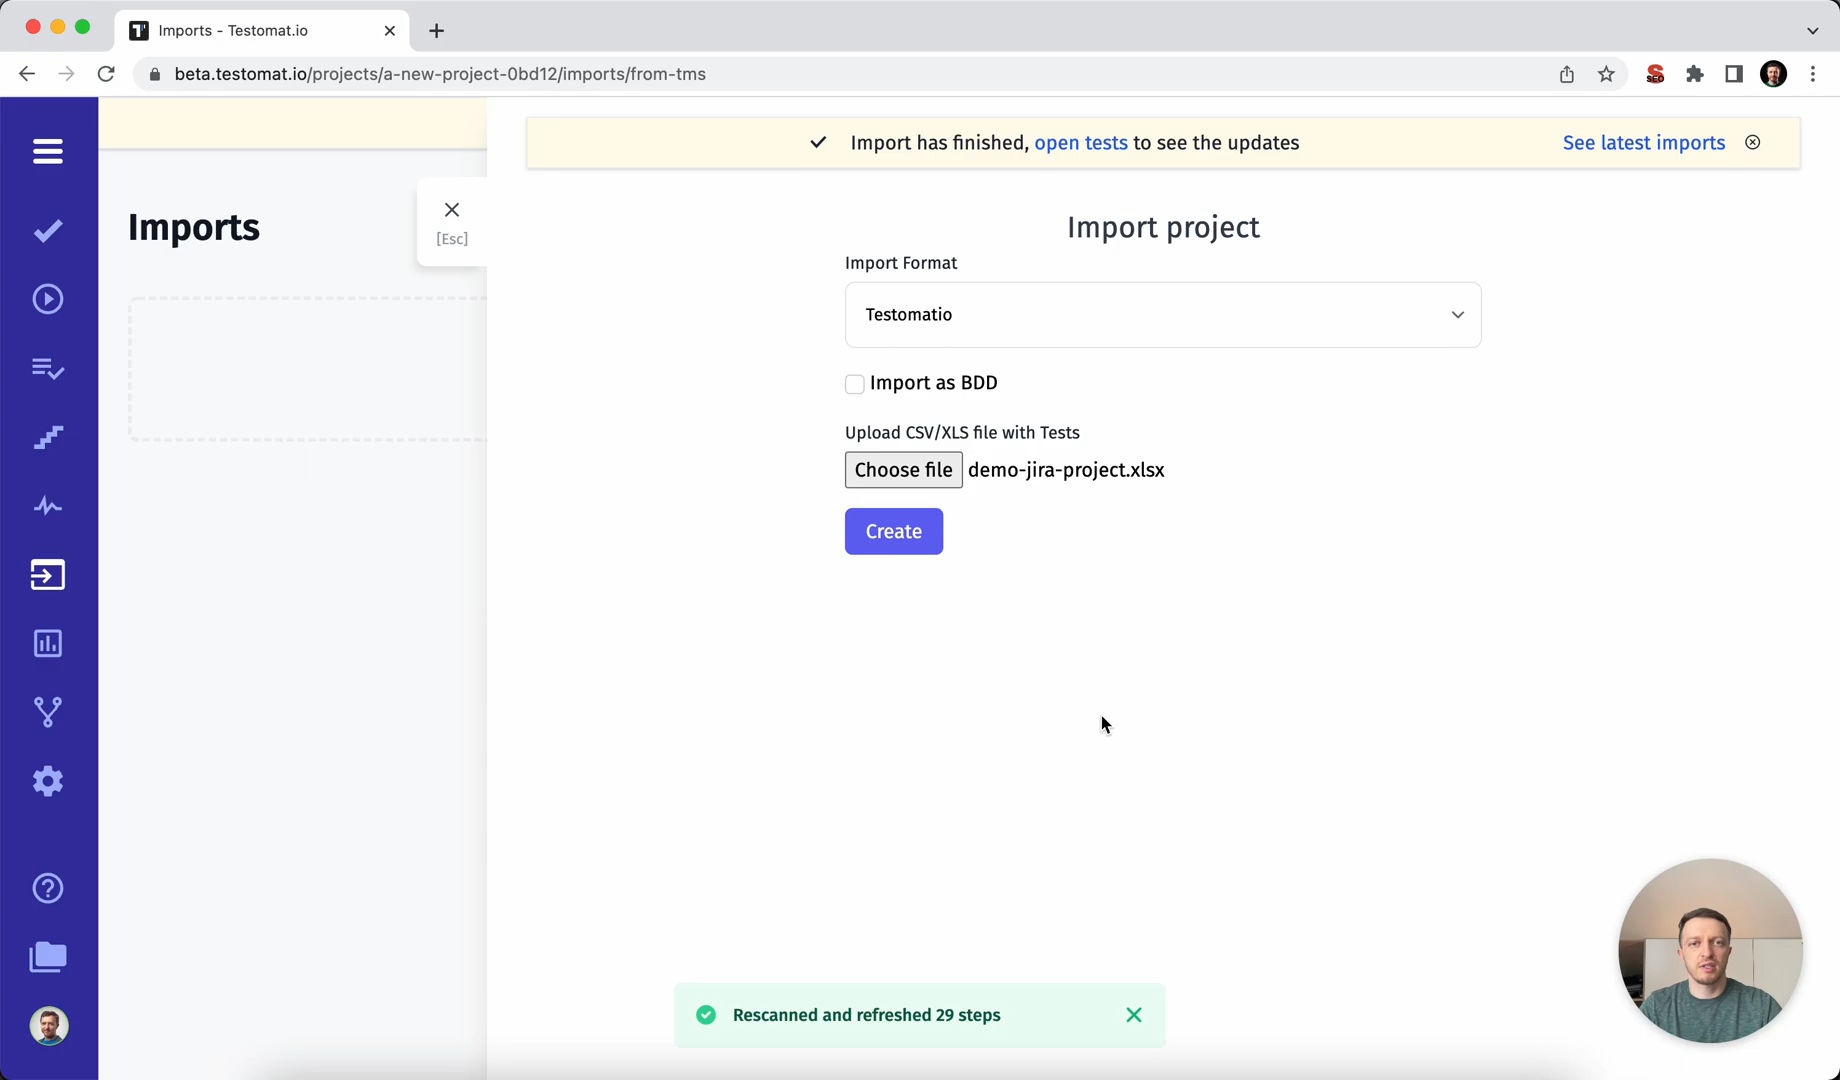 Imports - Testomat.io
beta.testomat.io/projects/a-new-project-0bd12/imports/from-tms
SEO
Import has finished, open tests to see the updates
See latest imports
Imports
[Esc]
Import project
Import Format
Testomatio
Import as BDD
Upload CSV/XLS file with Tests
Choose file demo-jira-project.xlsx
Create
Rescanned and refreshed 29 steps